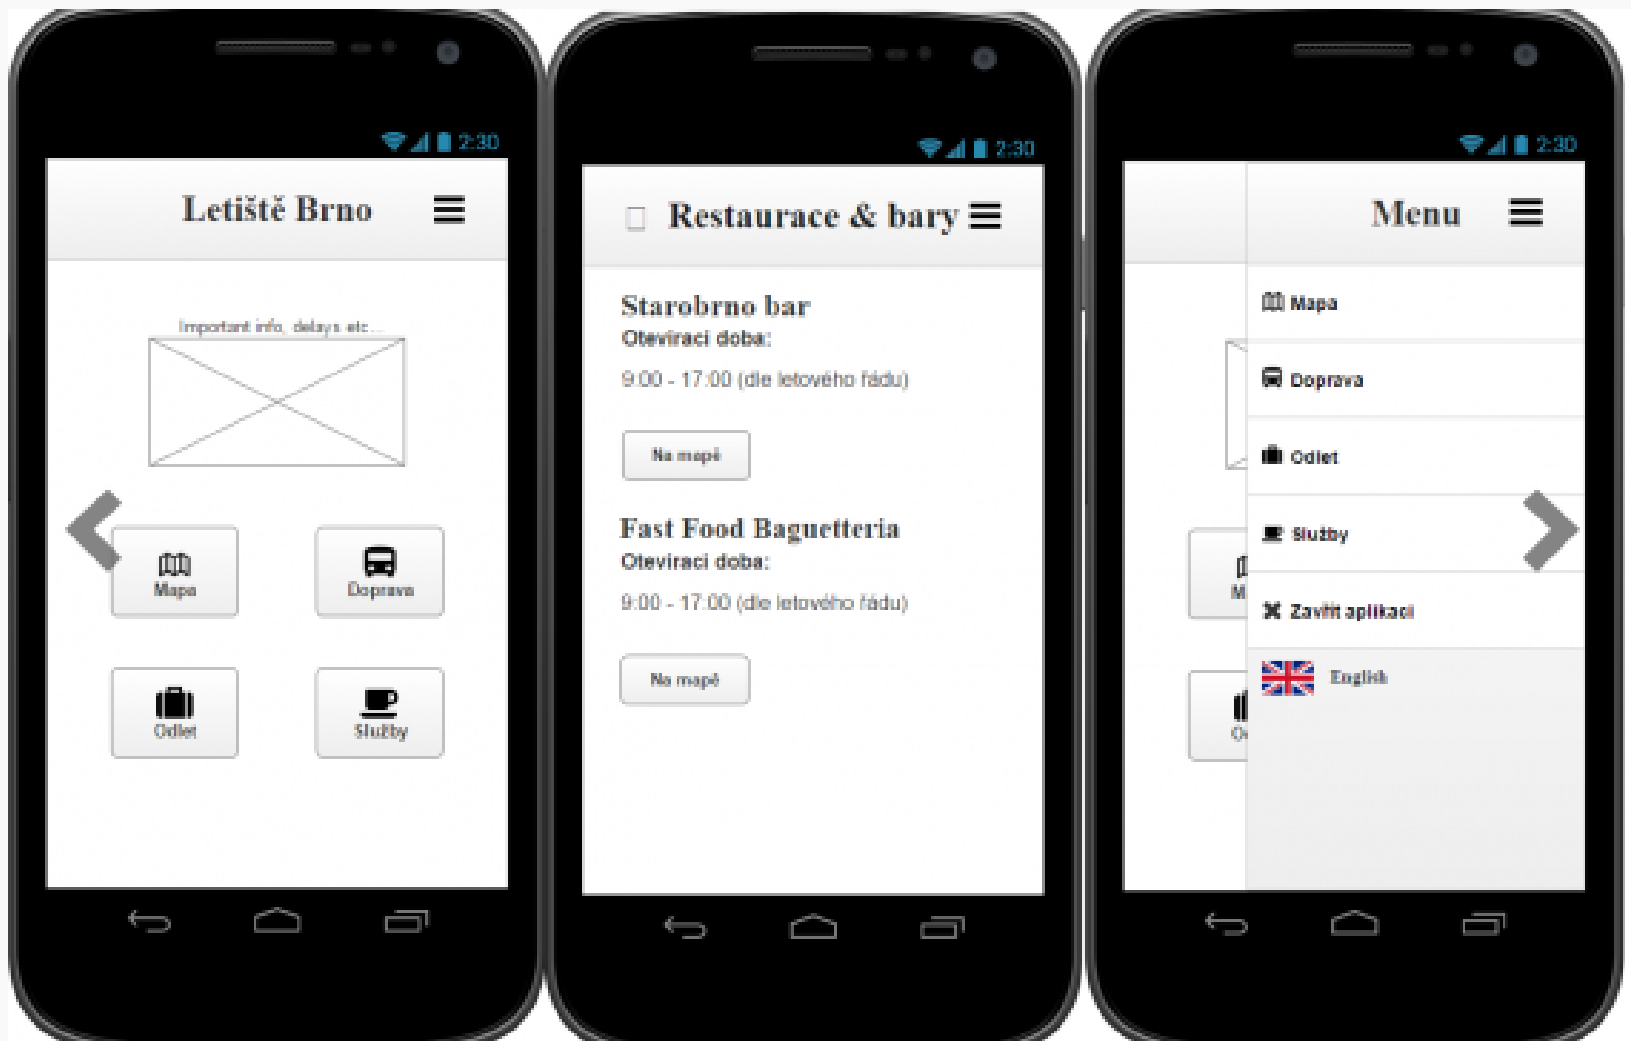 2:30
Letiště Brno
Important info, delays etc...
Mapa
Doprava
Odlet
Služby
2:30
Restaurace & bary
Starobrno bar
Otevírací doba:
9:00 - 17:00 (dle letového řádu)
Na mapě
Fast Food Baguetteria
Otevírací doba:
9:00 - 17:00 (dle letového řádu)
Na mapě
2:30
Menu
Mapa
Doprava
Odlet
Služby
Zavřít aplikaci
English
M
O